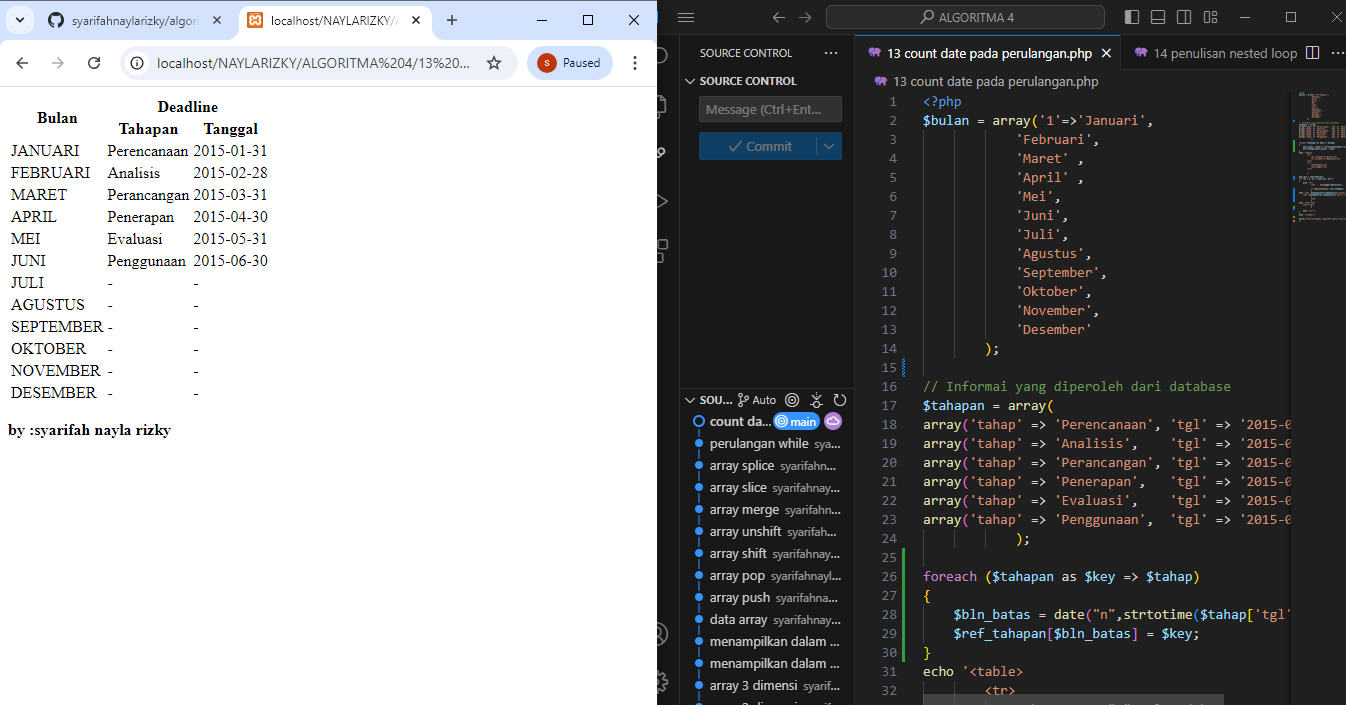 syarifahnaylarizky/algori
localhost/NAYLARIZKY/A
localhost/NAYLARIZKY/ALGORITMA%204/13%20...
S Paused
Bulan Deadline
Tahapan Tanggal
JANUARI Perencanaan 2015-01-31
FEBRUARI Analisis 2015-02-28
MARET Perancangan 2015-03-31
APRIL Penerapan 2015-04-30
MEI Evaluasi 2015-05-31
JUNI Penggunaan 2015-06-30
JULI - -
AGUSTUS - -
SEPTEMBER - -
OKTOBER - -
NOVEMBER - -
DESEMBER - -
by :syarifah nayla rizky
ALGORITMA 4
SOURCE CONTROL ...
SOURCE CONTROL
Message (Ctrl+Ent...
Commit
SOU... Auto
count da... main
perulangan while sya...
array splice syarifahn...
array slice syarifahnay...
array merge syarifahn...
array unshift syarifah...
array shift syarifahnay...
array pop syarifahnayl...
array push syarifahna...
data array syarifahnay...
menampilkan dalam ...
menampilkan dalam ...
array 3 dimensi syarif...
13 count date pada perulangan.php
14 penulisan nested loop
13 count date pada perulangan.php
1 <?php
2 $bulan = array('1'=>'Januari',
3 'Februari',
4 'Maret' ,
5 'April' ,
6 'Mei',
7 'Juni',
8 'Juli',
9 'Agustus',
10 'September',
11 'Oktober',
12 'November',
13 'Desember'
14 );
15
16 // Informai yang diperoleh dari database
17 $tahapan = array(
18 array('tahap' => 'Perencanaan', 'tgl' => '2015-0
19 array('tahap' => 'Analisis', 'tgl' => '2015-0
20 array('tahap' => 'Perancangan', 'tgl' => '2015-0
21 array('tahap' => 'Penerapan', 'tgl' => '2015-0
22 array('tahap' => 'Evaluasi', 'tgl' => '2015-0
23 array('tahap' => 'Penggunaan', 'tgl' => '2015-0
24 );
25
26 foreach ($tahapan as $key => $tahap)
27 {
28 $bln_batas = date("n",strtotime($tahap['tgl'
29 $ref_tahapan[$bln_batas] = $key;
30 }
31 echo '<table>
32 <tr>